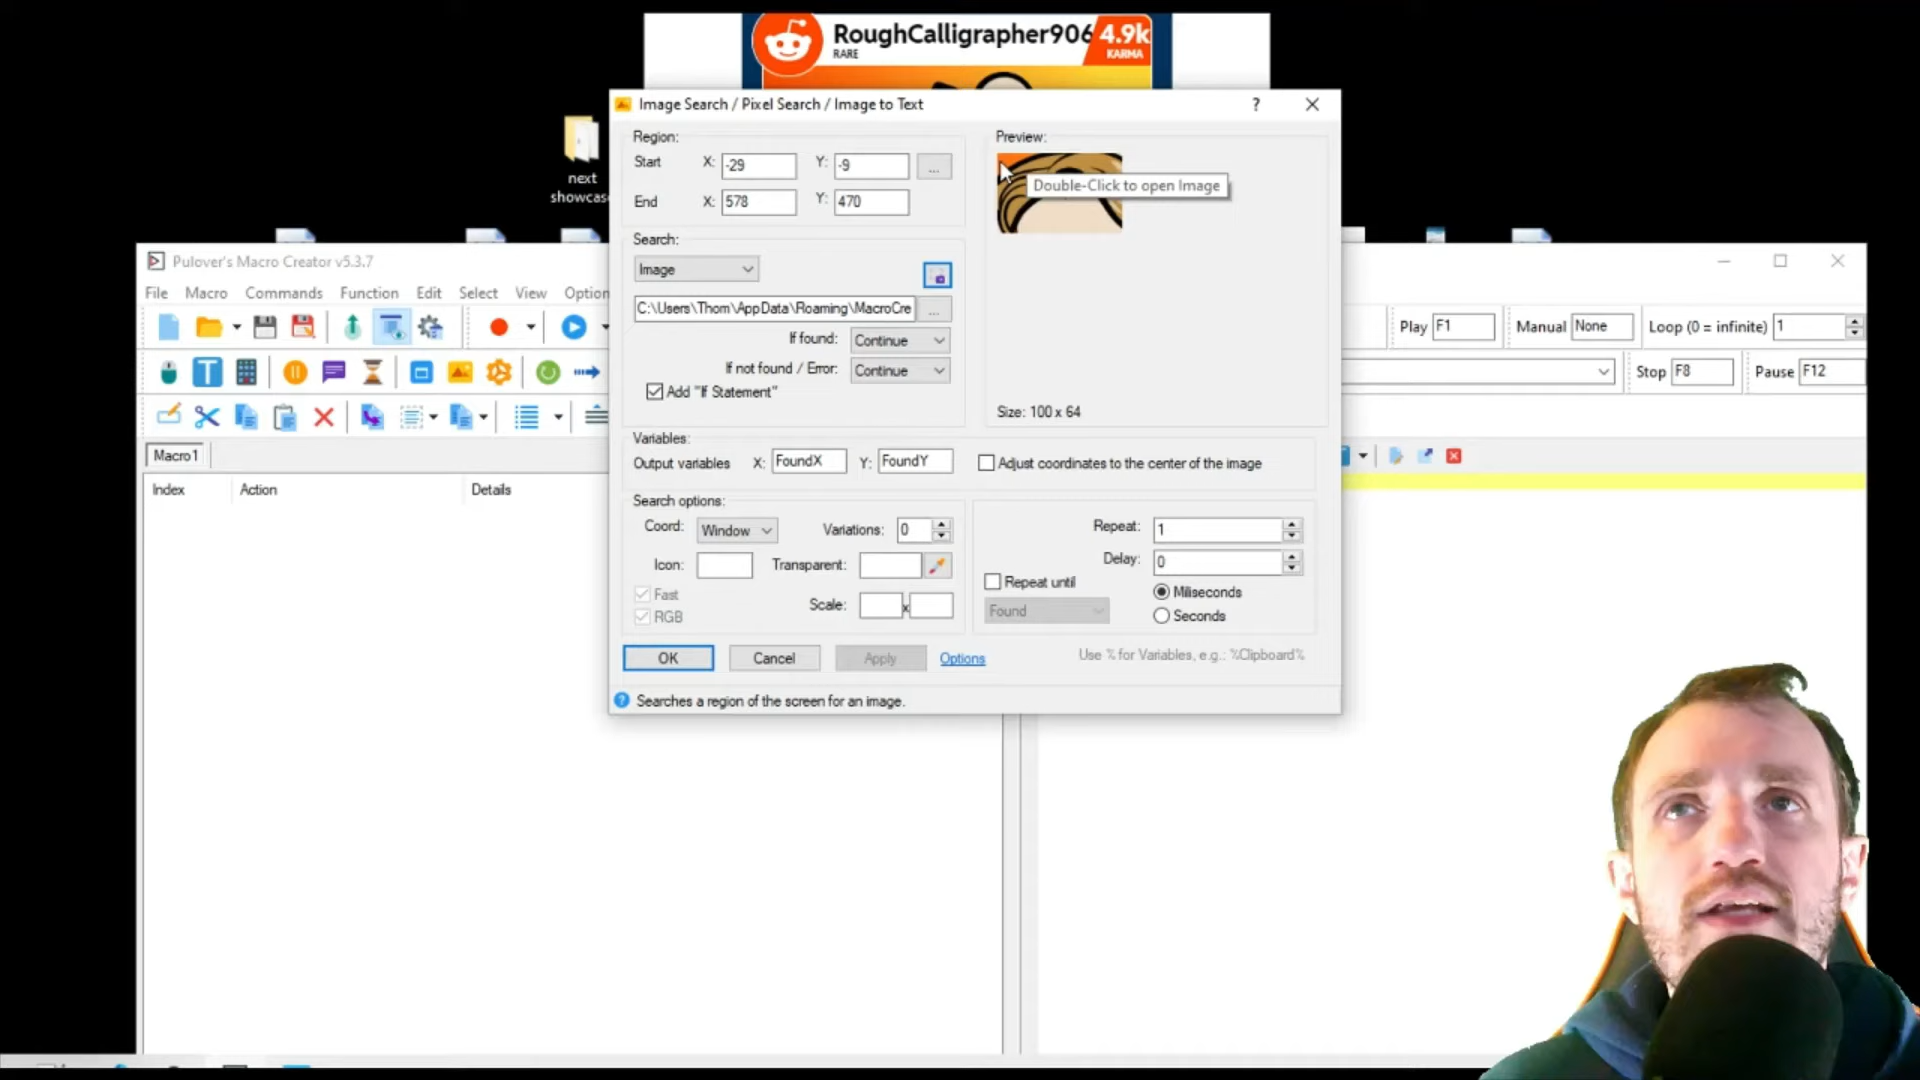 RoughCalligrapher906
4.9k
KARMA
RARE
next
showcase
Image Search / Pixel Search / Image to Text
?
Region:
Start X: -29 Y: -9 ...
End X: 578 Y: 470
Preview:
Double-Click to open Image
Size: 100 x 64
Search:
Image
C:\Users\Thom\AppData\Roaming\MacroCre ...
If found: Continue
If not found / Error: Continue
Add "If Statement"
Variables:
Output variables X: FoundX Y: FoundY
Adjust coordinates to the center of the image
Search options:
Coord: Window Variations: 0
Icon: Transparent:
Fast
RGB
Scale: x
Repeat: 1
Delay: 0
Repeat until
Found
Miliseconds
Seconds
OK Cancel Apply Options
Use % for Variables, e.g.: %Clipboard%
? Searches a region of the screen for an image.
Pulover's Macro Creator v5.3.7
File Macro Commands Function Edit Select View Option
Play F1 Manual None Loop (0 = infinite) 1
Stop F8 Pause F12
Macro1
Index Action Details